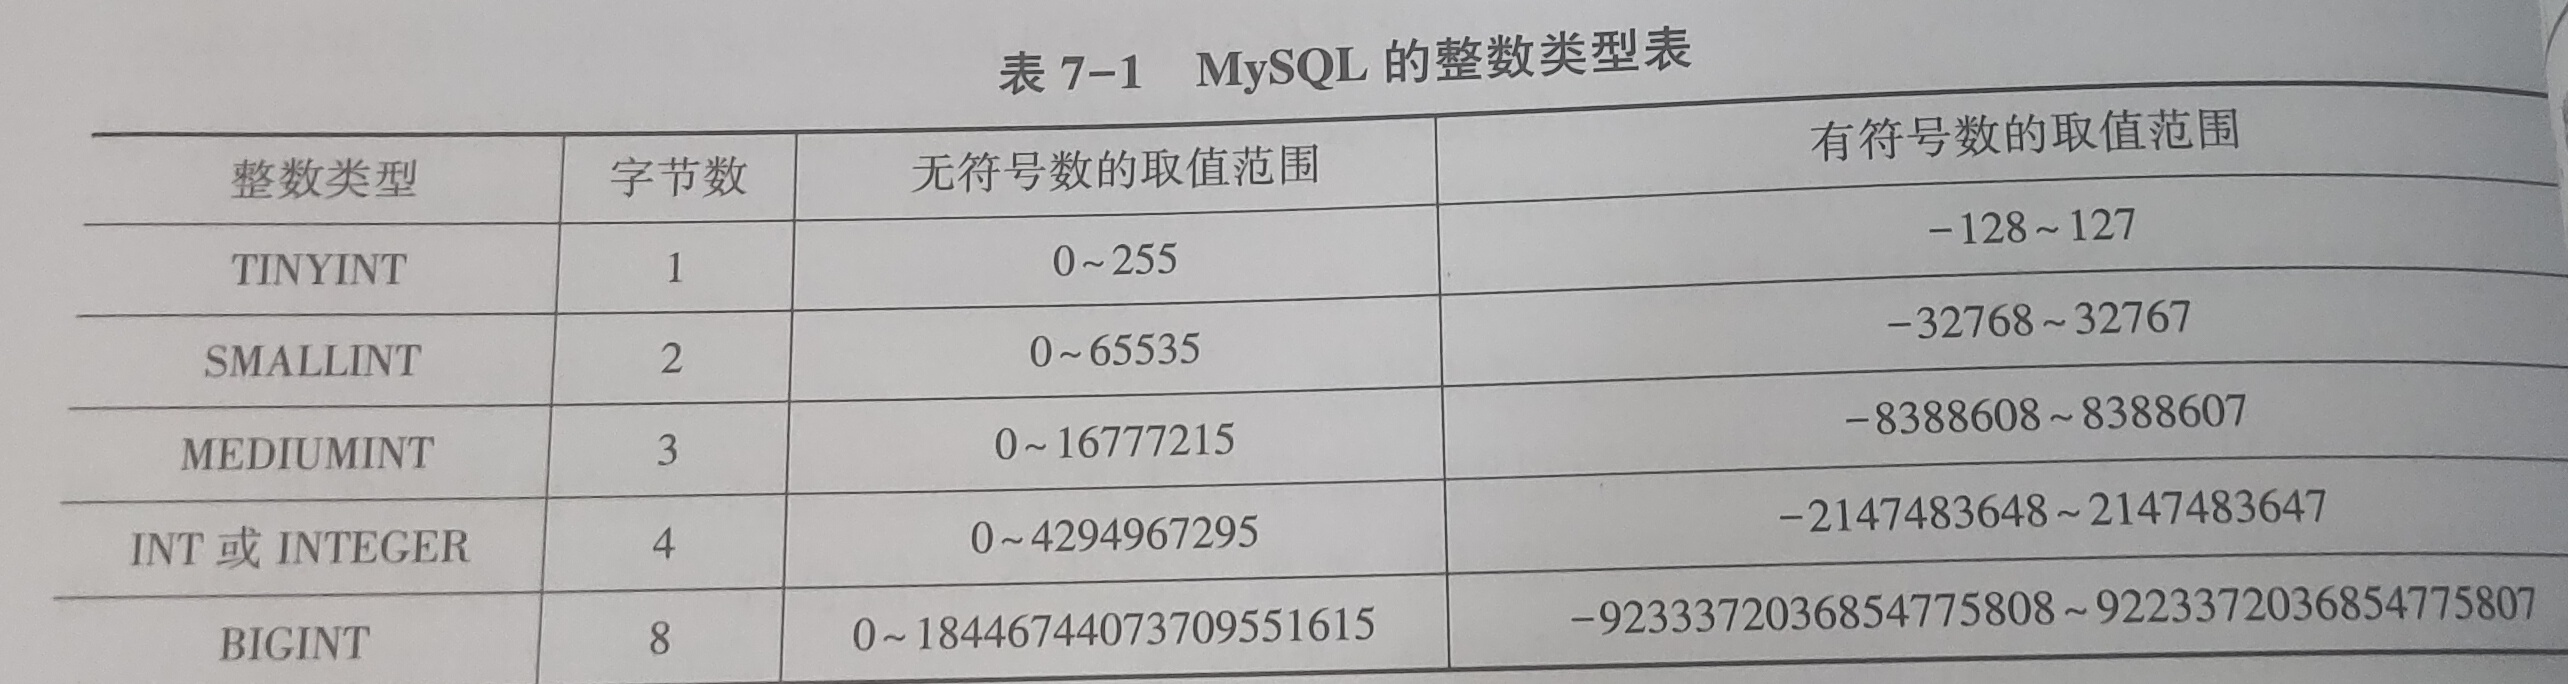 表 7-1 MySQL 的整数类型表
整数类型 字节数 无符号数的取值范围 有符号数的取值范围
TINYINT 1 0~255 -128~127
SMALLINT 2 0~65535 -32768~32767
MEDIUMINT 3 0~16777215 -8388608~8388607
INT 或 INTEGER 4 0~4294967295 -2147483648~2147483647
BIGINT 8 0~18446744073709551615 -9233372036854775808~9223372036854775807